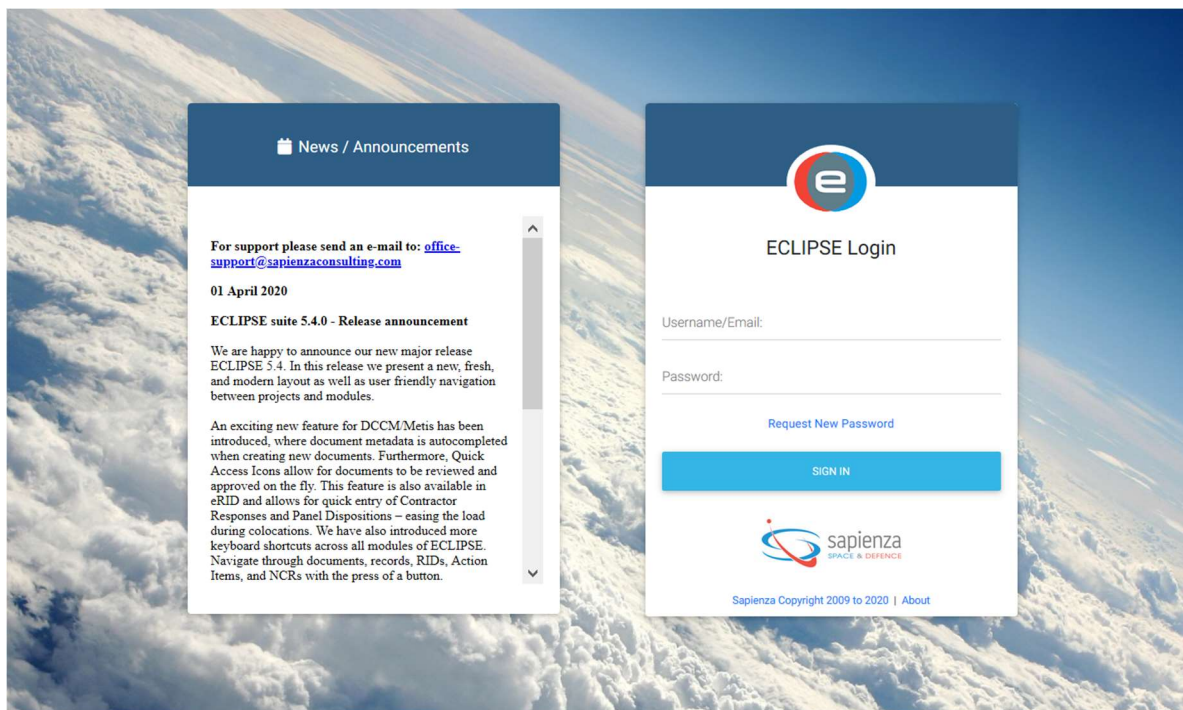 News / Announcements
For support please send an e-mail to: office-
support@sapienzaconsulting.com
01 April 2020
ECLIPSE suite 5.4.0 - Release announcement
We are happy to announce our new major release
ECLIPSE 5.4. In this release we present a new, fresh,
and modern layout as well as user friendly navigation
between projects and modules.
An exciting new feature for DCCM/Metis has been
introduced, where document metadata is autocompleted
when creating new documents. Furthermore, Quick
Access Icons allow for documents to be reviewed and
approved on the fly. This feature is also available in
eRID and allows for quick entry of Contractor
Responses and Panel Dispositions – easing the load
during colocations. We have also introduced more
keyboard shortcuts across all modules of ECLIPSE.
Navigate through documents, records, RIDs, Action
Items, and NCRs with the press of a button.
e
ECLIPSE Login
Username/Email:
Password:
Request New Password
SIGN IN
sapienza
SPACE & DEFENCE
Sapienza Copyright 2009 to 2020 | About